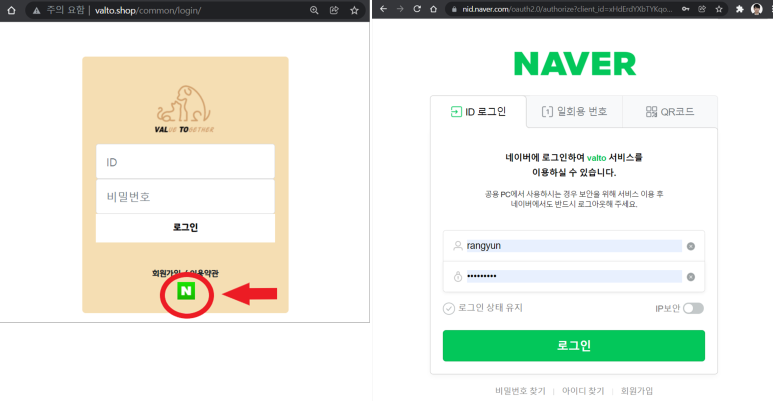 주의 요함 | valto.shop/common/login/
VALUE TOGETHER
ID
비밀번호
로그인
회원가입 / 이용약관
N
nid.naver.com/oauth2.0/authorize?client_id=xHdErdYXbTYKqo...
NAVER
ID 로그인
일회용 번호
QR코드
네이버에 로그인하여 valto 서비스를
이용하실 수 있습니다.
공용 PC에서 사용하시는 경우 보안을 위해 서비스 이용 후
네이버에서도 반드시 로그아웃해 주세요.
rangyun
•••••••••
로그인 상태 유지
IP보안
로그인
비밀번호 찾기 | 아이디 찾기 | 회원가입